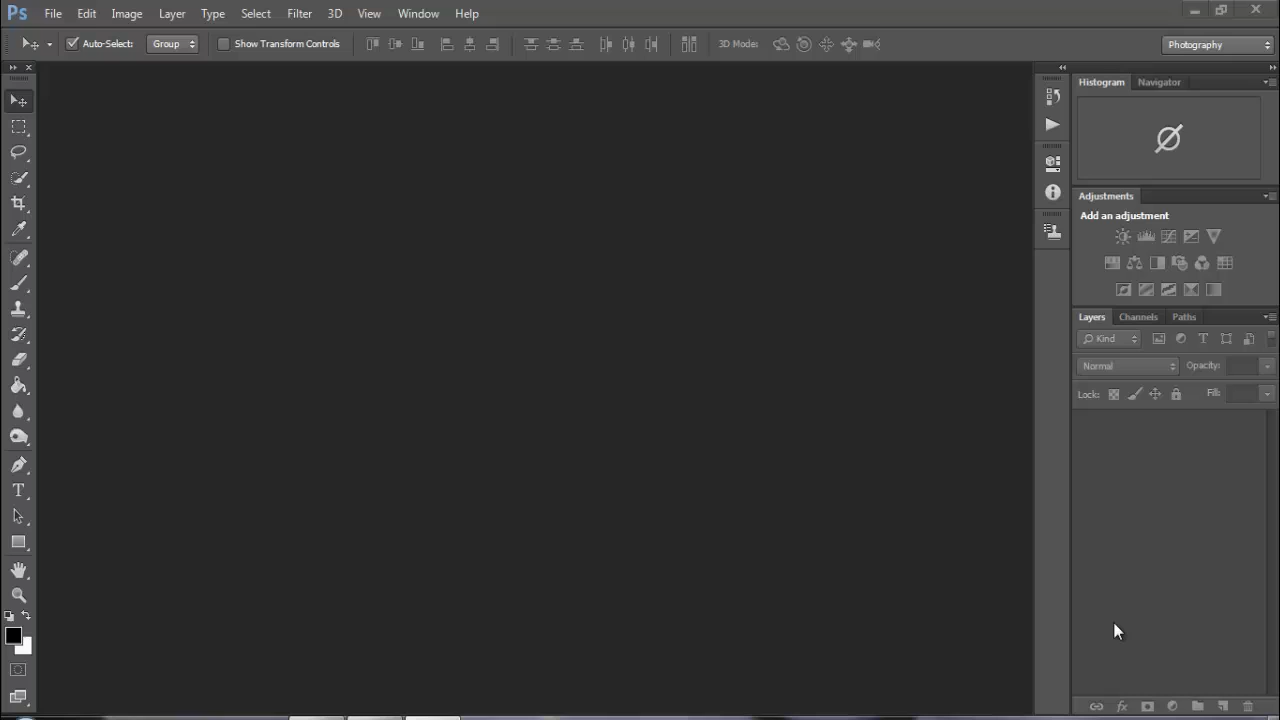 Ps File Edit Image Layer Type Select Filter 3D View Window Help
Auto-Select: Group Show Transform Controls 3D Mode: Photography
Histogram Navigator
Adjustments
Add an adjustment
Layers Channels Paths
Kind
Normal Opacity:
Lock: Fill: